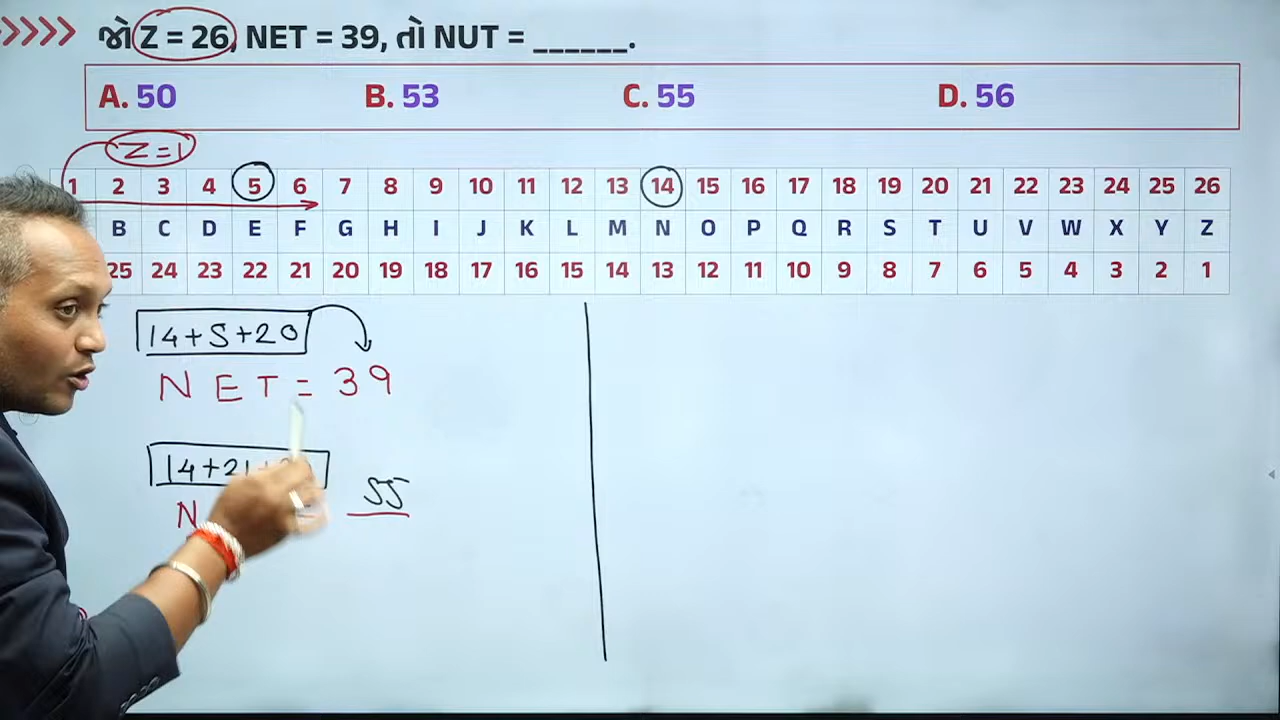 જો Z = 26, NET = 39, તો NUT = ______.
A. 50 B. 53 C. 55 D. 56
Z = 1
1 2 3 4 5 6 7 8 9 10 11 12 13 14 15 16 17 18 19 20 21 22 23 24 25 26
B C D E F G H I J K L M N O P Q R S T U V W X Y Z
25 24 23 22 21 20 19 18 17 16 15 14 13 12 11 10 9 8 7 6 5 4 3 2 1
14+5+20
N E T = 39
14+21+
N 55